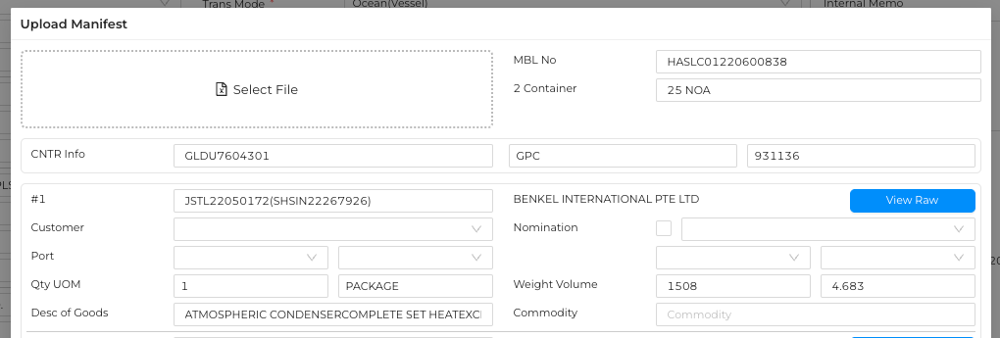 Trans Mode * Ocean(Vessel) Internal Memo
Upload Manifest
Select File
MBL No HASLC01220600838
2 Container 25 NOA
CNTR Info GLDU7604301 GPC 931136
#1 JSTL22050172(SHSIN22267926) BENKEL INTERNATIONAL PTE LTD View Raw
Customer Nomination
Port
Qty UOM 1 PACKAGE Weight Volume 1508 4.683
Desc of Goods ATMOSPHERIC CONDENSERCOMPLETE SET HEATEXC Commodity Commodity